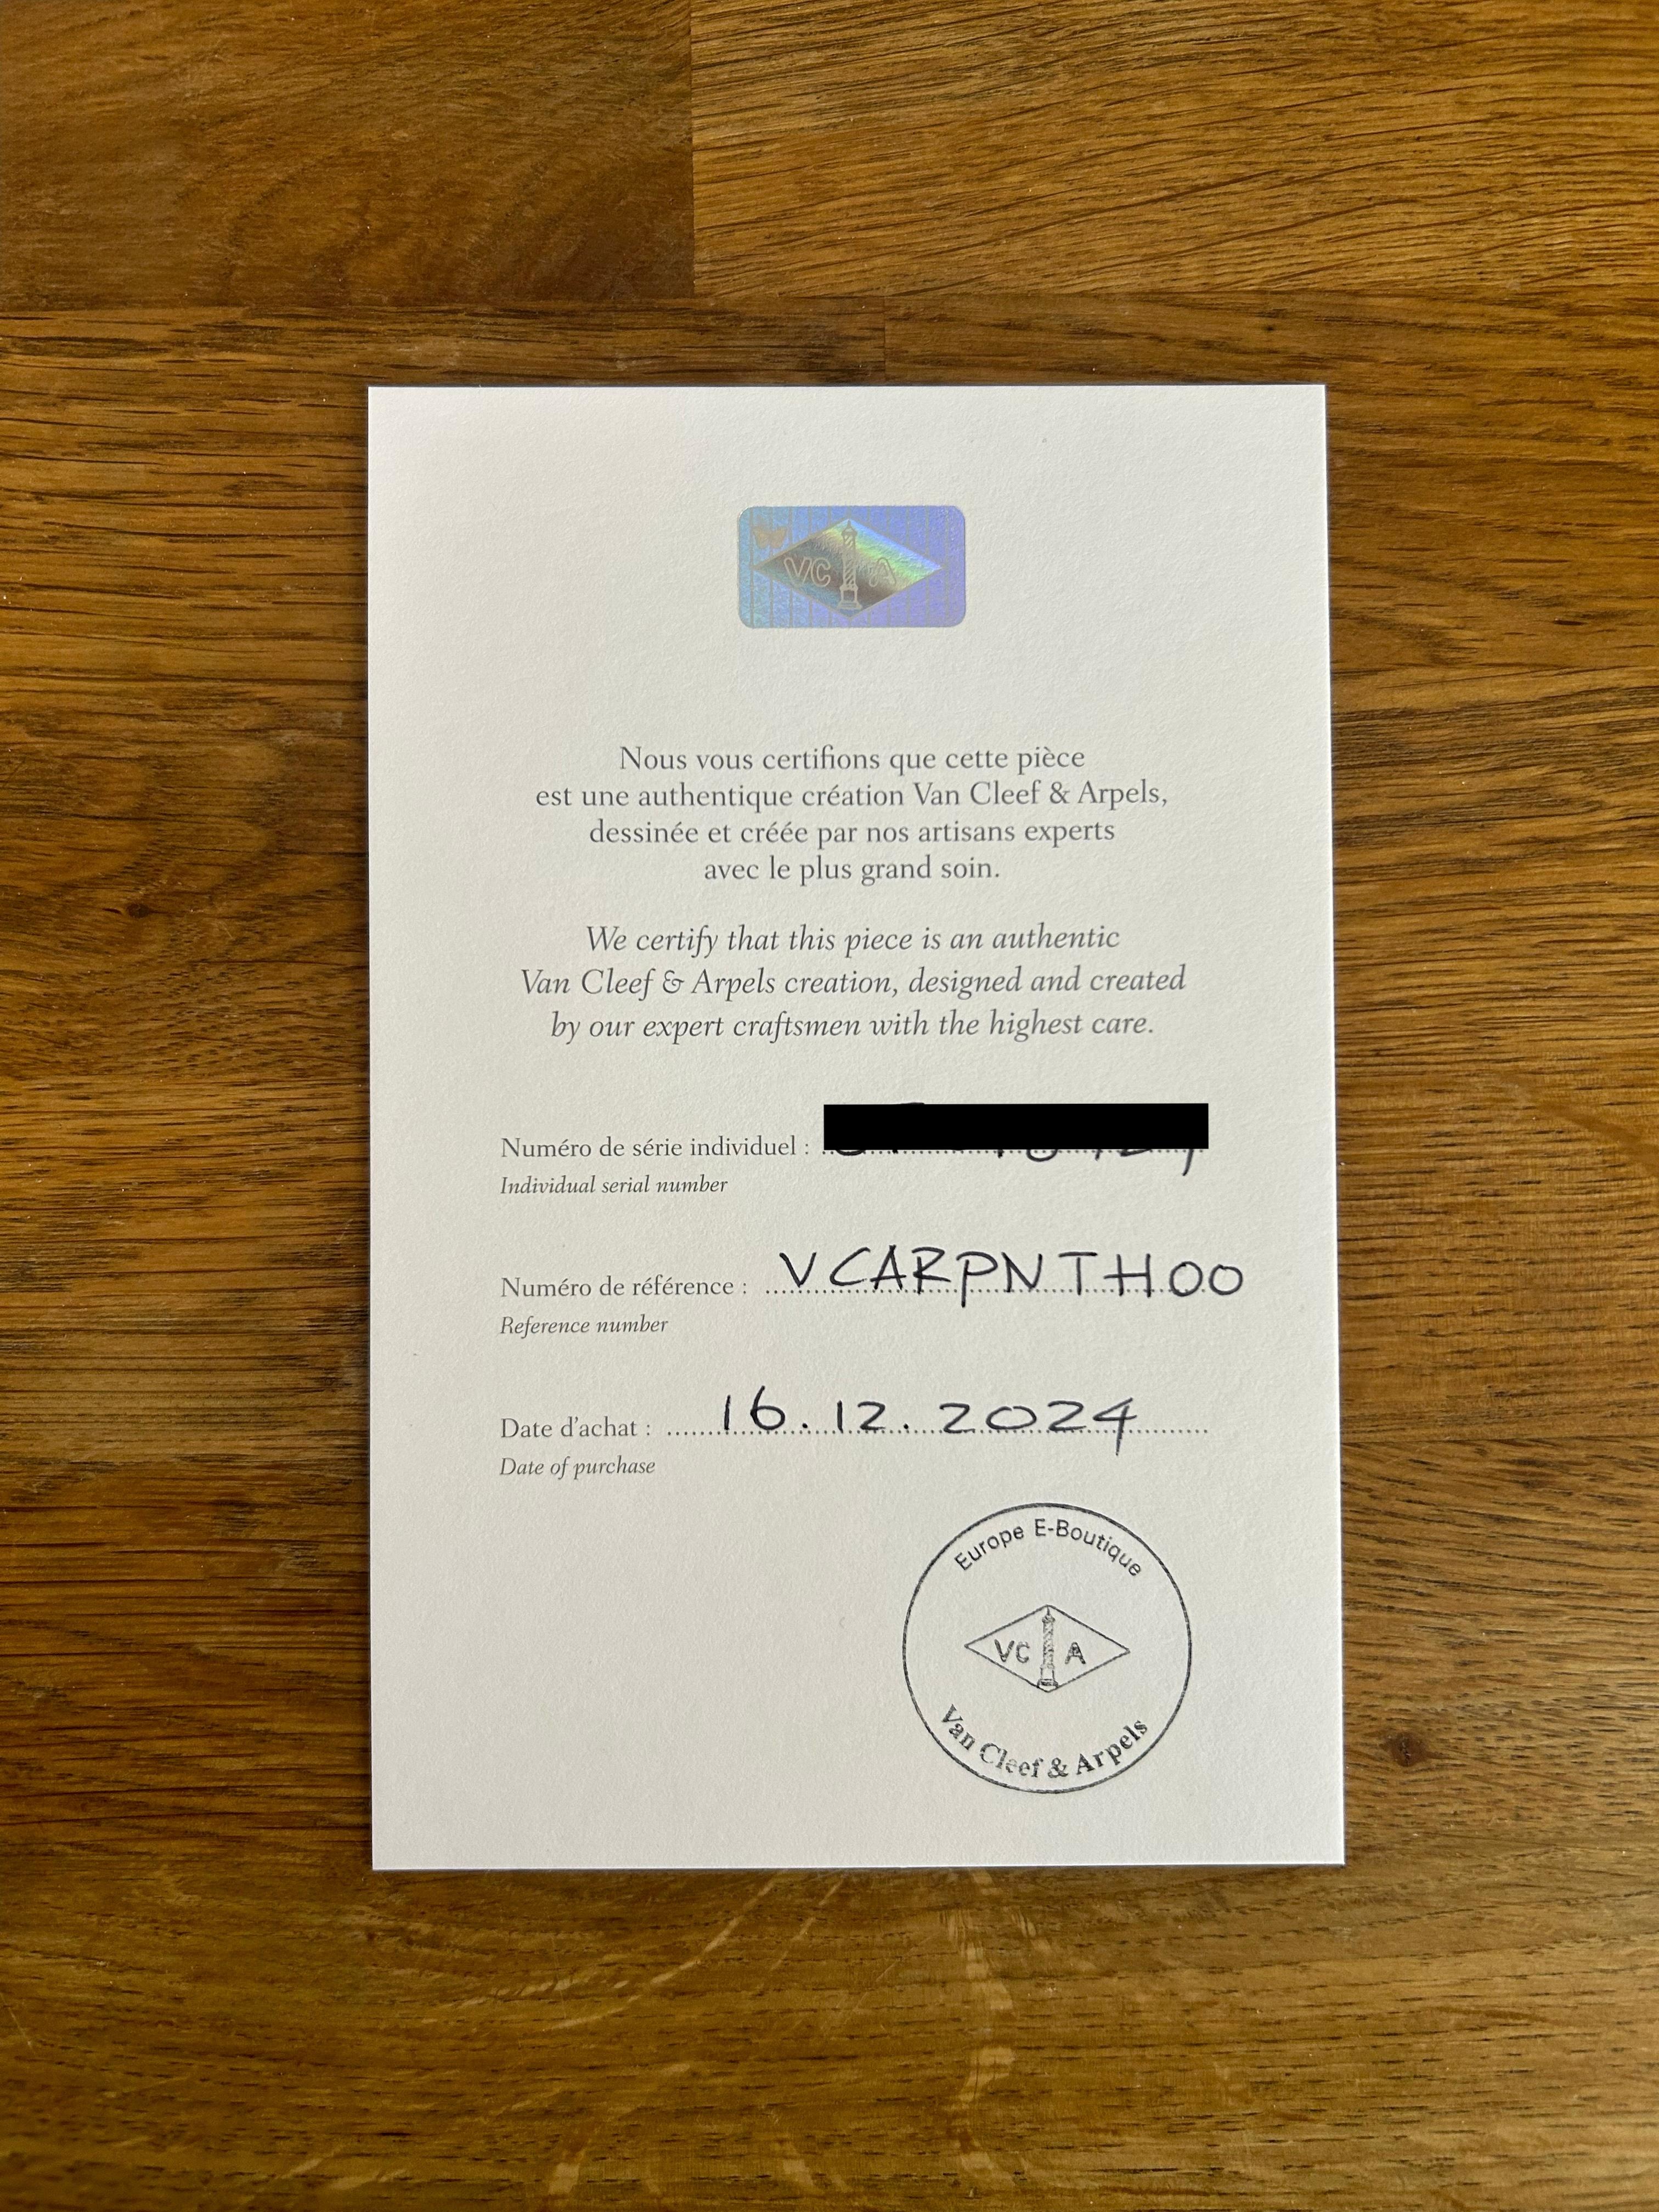 VC A
Nous vous certifions que cette pièce
est une authentique création Van Cleef & Arpels,
dessinée et créée par nos artisans experts
avec le plus grand soin.
We certify that this piece is an authentic
Van Cleef & Arpels creation, designed and created
by our expert craftsmen with the highest care.
Numéro de série individuel :
Individual serial number
Numéro de référence : VCARPNTH00
Reference number
Date d'achat : 16.12.2024
Date of purchase
Europe E-Boutique
VC A
Van Cleef & Arpels